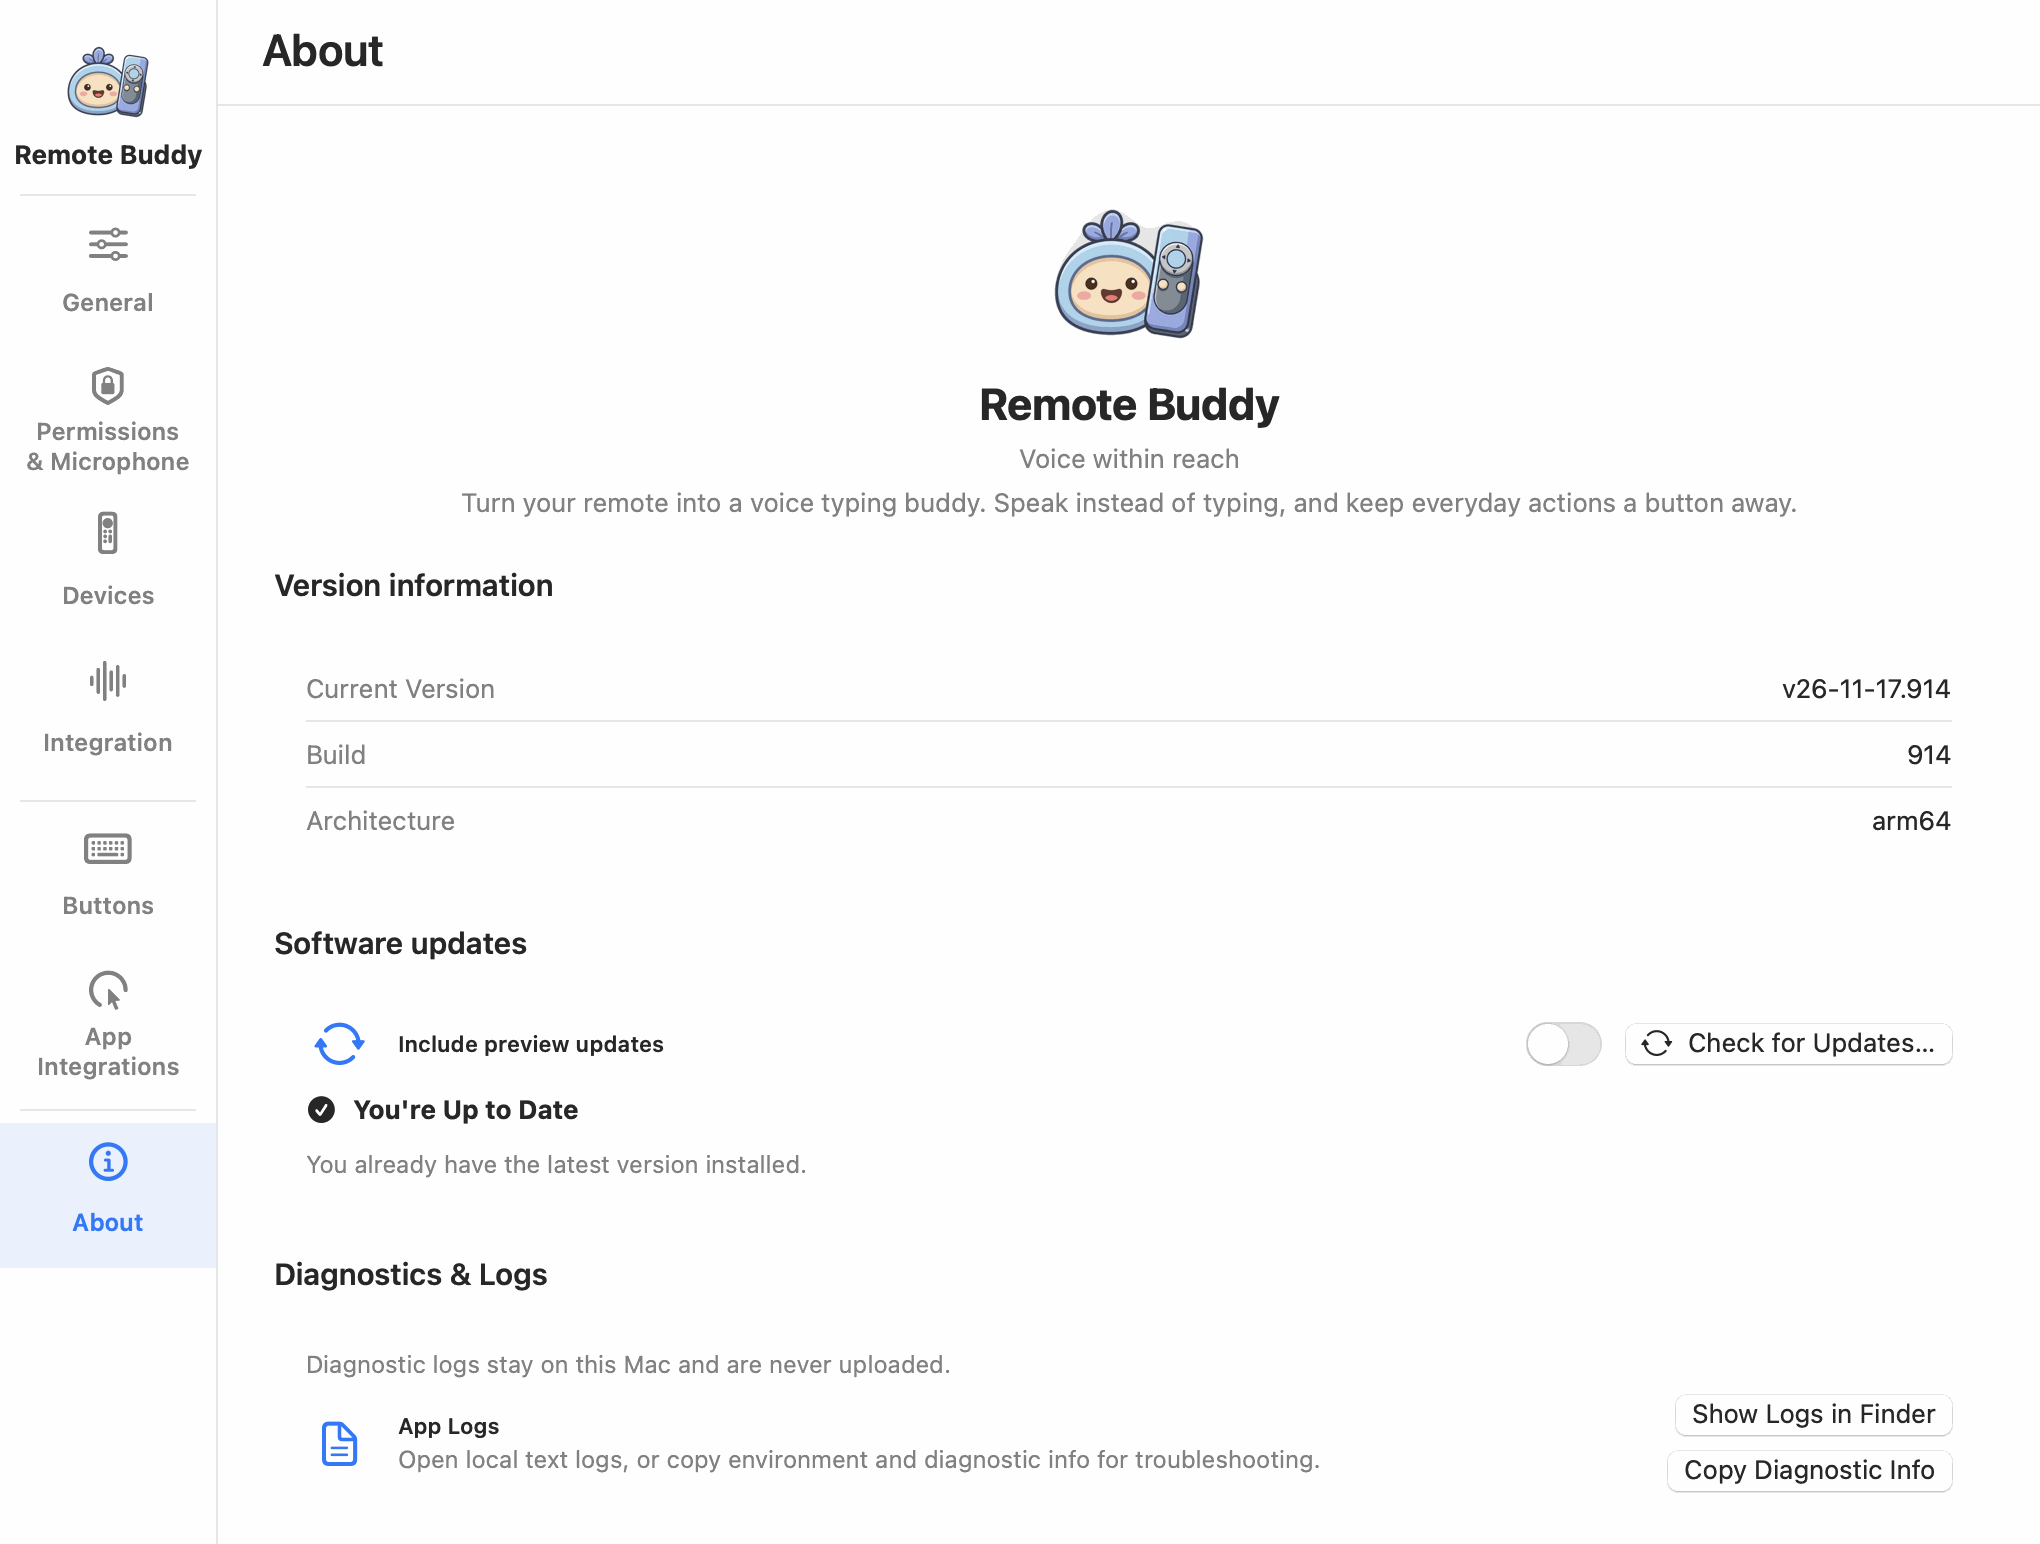 Remote Buddy
General
Permissions
& Microphone
Devices
Integration
Buttons
App
Integrations
About
About
Remote Buddy
Voice within reach
Turn your remote into a voice typing buddy. Speak instead of typing, and keep everyday actions a button away.
Version information
Current Version v26-11-17.914
Build 914
Architecture arm64
Software updates
Include preview updates Check for Updates...
You're Up to Date
You already have the latest version installed.
Diagnostics & Logs
Diagnostic logs stay on this Mac and are never uploaded.
App Logs
Open local text logs, or copy environment and diagnostic info for troubleshooting.
Show Logs in Finder
Copy Diagnostic Info